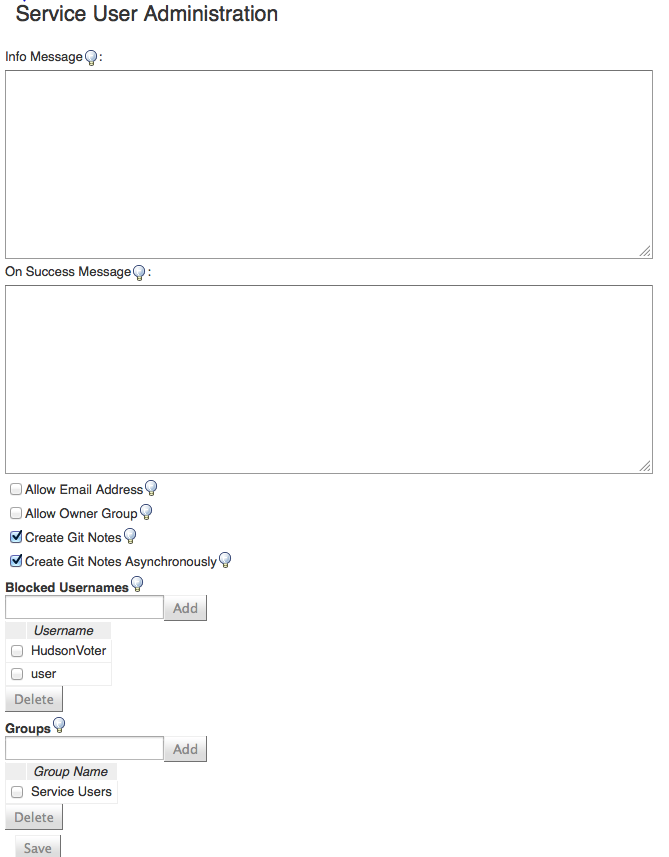 Service User Administration
Info Message:
On Success Message:
Allow Email Address
Allow Owner Group
Create Git Notes
Create Git Notes Asynchronously
Blocked Usernames
Add
Username
HudsonVoter
user
Delete
Groups
Add
Group Name
Service Users
Delete
Save